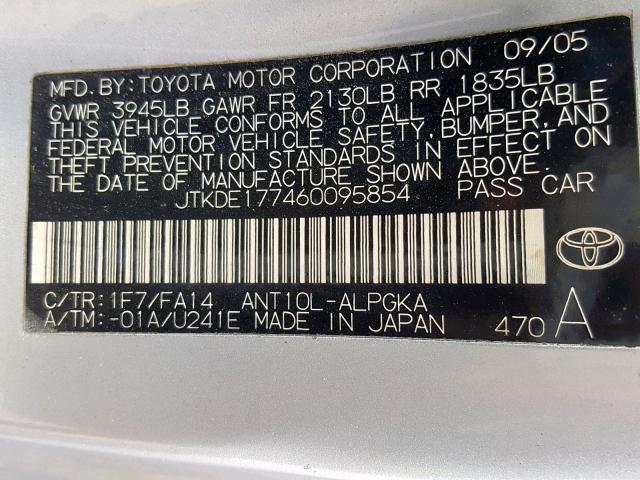 MFD. BY: TOYOTA MOTOR CORPORATION 09/05
GVWR 3945LB GAWR FR 2130LB RR 1835LB
THIS VEHICLE CONFORMS TO ALL APPLICABLE
FEDERAL MOTOR VEHICLE SAFETY, BUMPER, AND
THEFT PREVENTION STANDARDS IN EFFECT ON
THE DATE OF MANUFACTURE SHOWN ABOVE.
JTKDE177460095854 PASS CAR
C/TR: 1F7/FA14 ANT10L-ALPGKA
A/TM: -01A/U241E MADE IN JAPAN 470 A